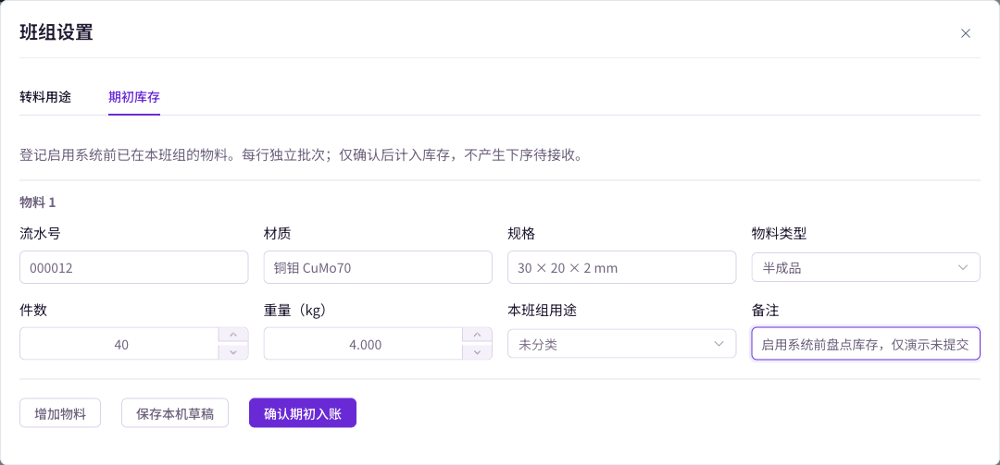 班组设置
转料用途 期初库存
登记启用系统前已在本班组的物料。每行独立批次；仅确认后计入库存，不产生下序待接收。
物料 1
流水号 材质 规格 物料类型
000012 铜钼 CuMo70 30 × 20 × 2 mm 半成品
件数 重量（kg） 本班组用途 备注
40 4.000 未分类 启用系统前盘点库存，仅演示未提交
增加物料 保存本机草稿 确认期初入账